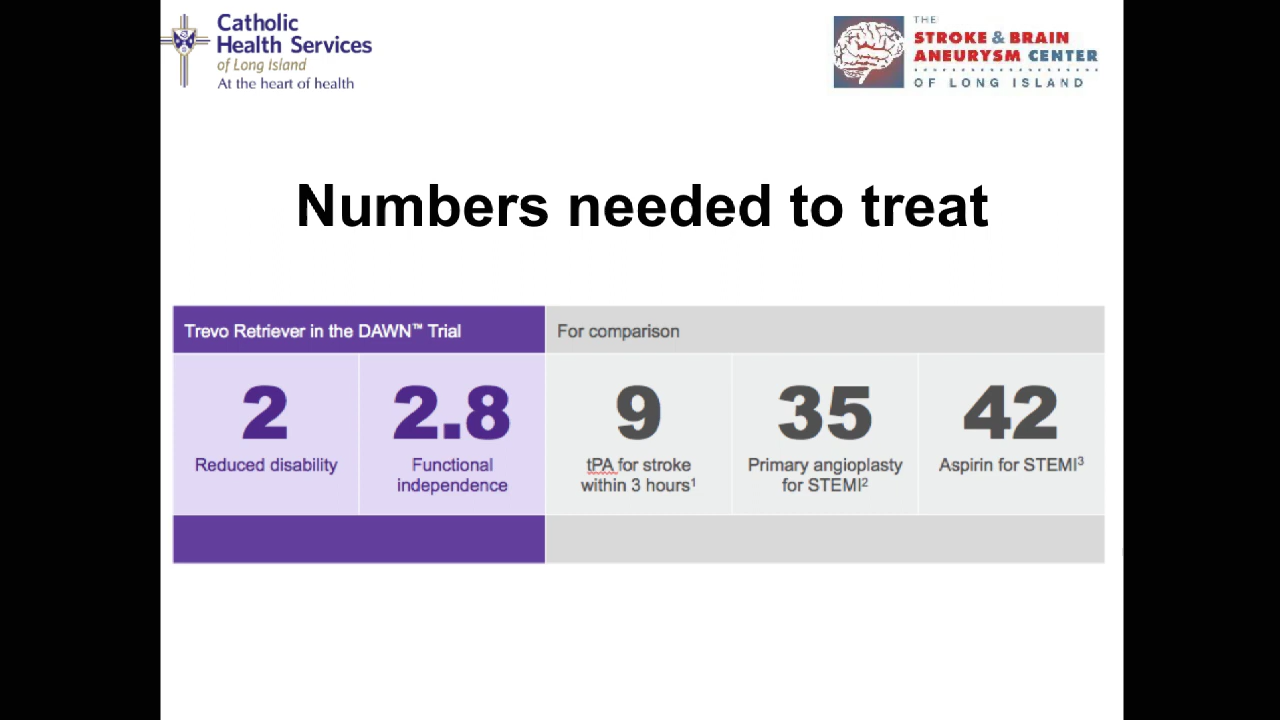 Catholic
Health Services
of Long Island
At the heart of health
THE
STROKE & BRAIN
ANEURYSM CENTER
OF LONG ISLAND
Numbers needed to treat
Trevo Retriever in the DAWN™ Trial
For comparison
2
Reduced disability
2.8
Functional
independence
9
tPA for stroke
within 3 hours¹
35
Primary angioplasty
for STEMI²
42
Aspirin for STEMI³